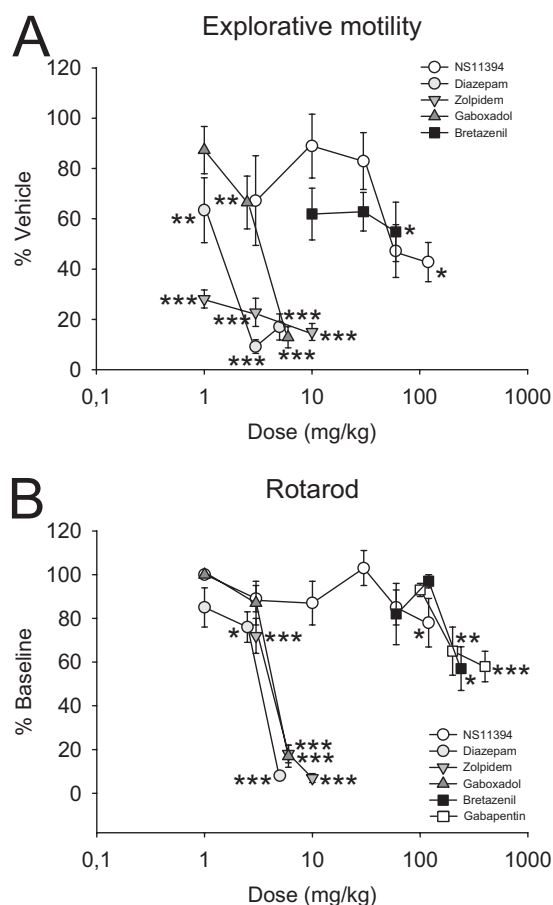 A
Explorative motility
120
100
80
60
40
20
0
% Vehicle
NS11394
Diazepam
Zolpidem
Gaboxadol
Bretazenil
**
**
***
***
***
***
***
***
*
*
0,1
1
10
100
1000
Dose (mg/kg)
B
Rotarod
120
100
80
60
40
20
0
% Baseline
*
***
***
***
***
***
*
**
*
***
NS11394
Diazepam
Zolpidem
Gaboxadol
Bretazenil
Gabapentin
0,1
1
10
100
1000
Dose (mg/kg)